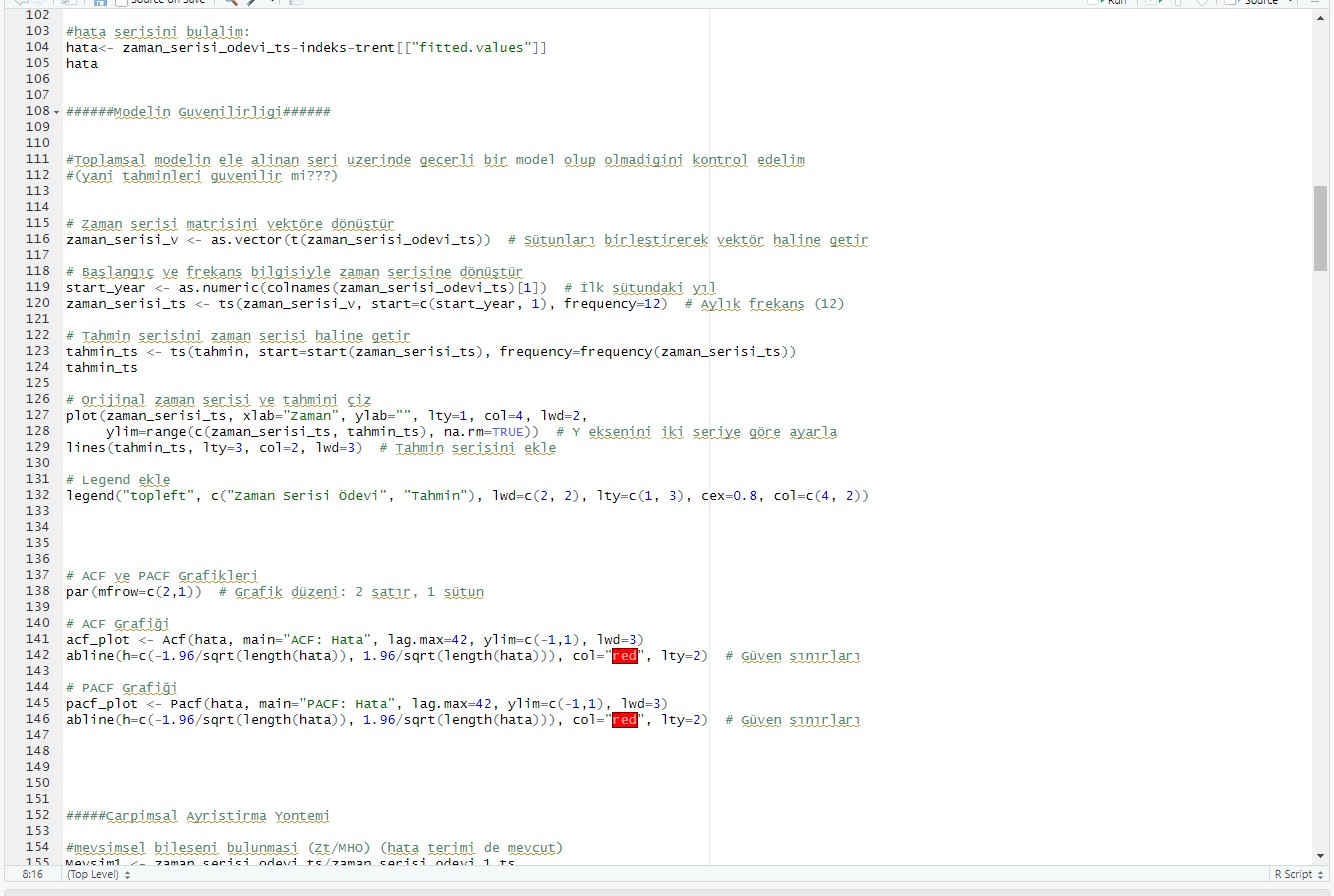 Source on Save
Run
Source
102
103 #hata serisini bulalim:
104 hata<- zaman_serisi_odevi_ts-indeks-trent[["fitted.values"]]
105 hata
106
107
108 ######Modelin Guvenilirligi######
109
110
111 #Toplamsal modelin ele alinan seri uzerinde gecerli bir model olup olmadigini kontrol edelim
112 #(yani tahminleri guvenilir mi???)
113
114
115 # Zaman serisi matrisini vektöre dönüştür
116 zaman_serisi_v <- as.vector(t(zaman_serisi_odevi_ts))  # Sütunları birleştirerek vektör haline getir
117
118 # Başlangıç ve frekans bilgisiyle zaman serisine dönüştür
119 start_year <- as.numeric(colnames(zaman_serisi_odevi_ts)[1])  # İlk sütundaki yıl
120 zaman_serisi_ts <- ts(zaman_serisi_v, start=c(start_year, 1), frequency=12)  # Aylık frekans (12)
121
122 # Tahmin serisini zaman serisi haline getir
123 tahmin_ts <- ts(tahmin, start=start(zaman_serisi_ts), frequency=frequency(zaman_serisi_ts))
124 tahmin_ts
125
126 # Orijinal zaman serisi ve tahmini çiz
127 plot(zaman_serisi_ts, xlab="Zaman", ylab="", lty=1, col=4, lwd=2,
128      ylim=range(c(zaman_serisi_ts, tahmin_ts), na.rm=TRUE))  # Y eksenini iki seriye göre ayarla
129 lines(tahmin_ts, lty=3, col=2, lwd=3)  # Tahmin serisini ekle
130
131 # Legend ekle
132 legend("topleft", c("Zaman Serisi Ödevi", "Tahmin"), lwd=c(2, 2), lty=c(1, 3), cex=0.8, col=c(4, 2))
133
134
135
136
137 # ACF ve PACF Grafikleri
138 par(mfrow=c(2,1))  # Grafik düzeni: 2 satır, 1 sütun
139
140 # ACF Grafiği
141 acf_plot <- Acf(hata, main="ACF: Hata", lag.max=42, ylim=c(-1,1), lwd=3)
142 abline(h=c(-1.96/sqrt(length(hata)), 1.96/sqrt(length(hata))), col="red", lty=2)  # Güven sınırları
143
144 # PACF Grafiği
145 pacf_plot <- Pacf(hata, main="PACF: Hata", lag.max=42, ylim=c(-1,1), lwd=3)
146 abline(h=c(-1.96/sqrt(length(hata)), 1.96/sqrt(length(hata))), col="red", lty=2)  # Güven sınırları
147
148
149
150
151
152 #####Carpimsal Ayristirma Yontemi
153
154 #mevsimsel bileseni bulunmasi (Zt/MHO) (hata terimi de mevcut)
155 Mevsim1 <- zaman_serisi_odevi_ts/zaman_serisi_odevi_1_ts
8:16 (Top Level) R Script